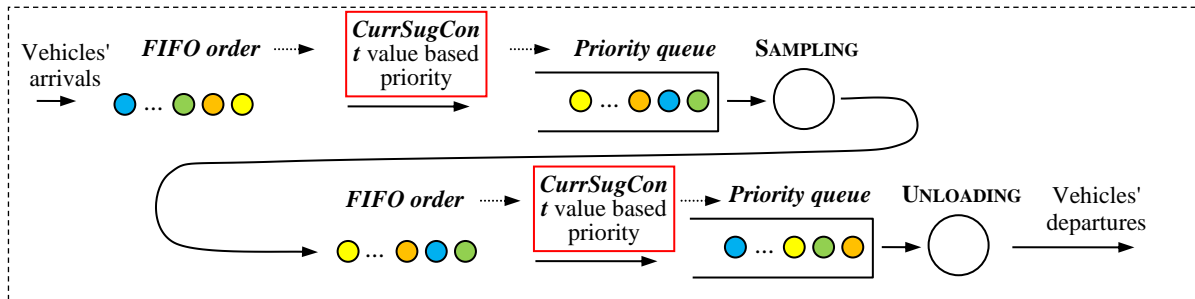 Vehicles'
arrivals
FIFO order
CurrSugCon
t value based
priority
Priority queue
SAMPLING
...
...
FIFO order
CurrSugCon
t value based
priority
Priority queue
UNLOADING
Vehicles'
departures
...
...